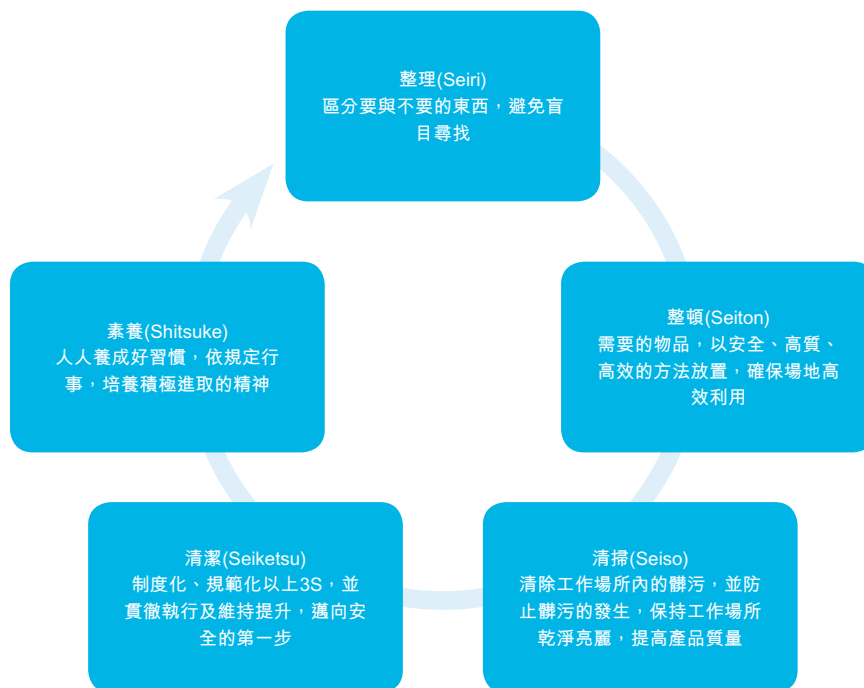 整理(Seiri)
區分要與不要的東西，避免盲
目尋找
整頓(Seiton)
需要的物品，以安全、高質、
高效的方法放置，確保場地高
效利用
清掃(Seiso)
清除工作場所內的髒污，並防
止髒污的發生，保持工作場所
乾淨亮麗，提高產品質量
清潔(Seiketsu)
制度化、規範化以上3S，並
貫徹執行及維持提升，邁向安
全的第一步
素養(Shitsuke)
人人養成好習慣，依規定行
事，培養積極進取的精神